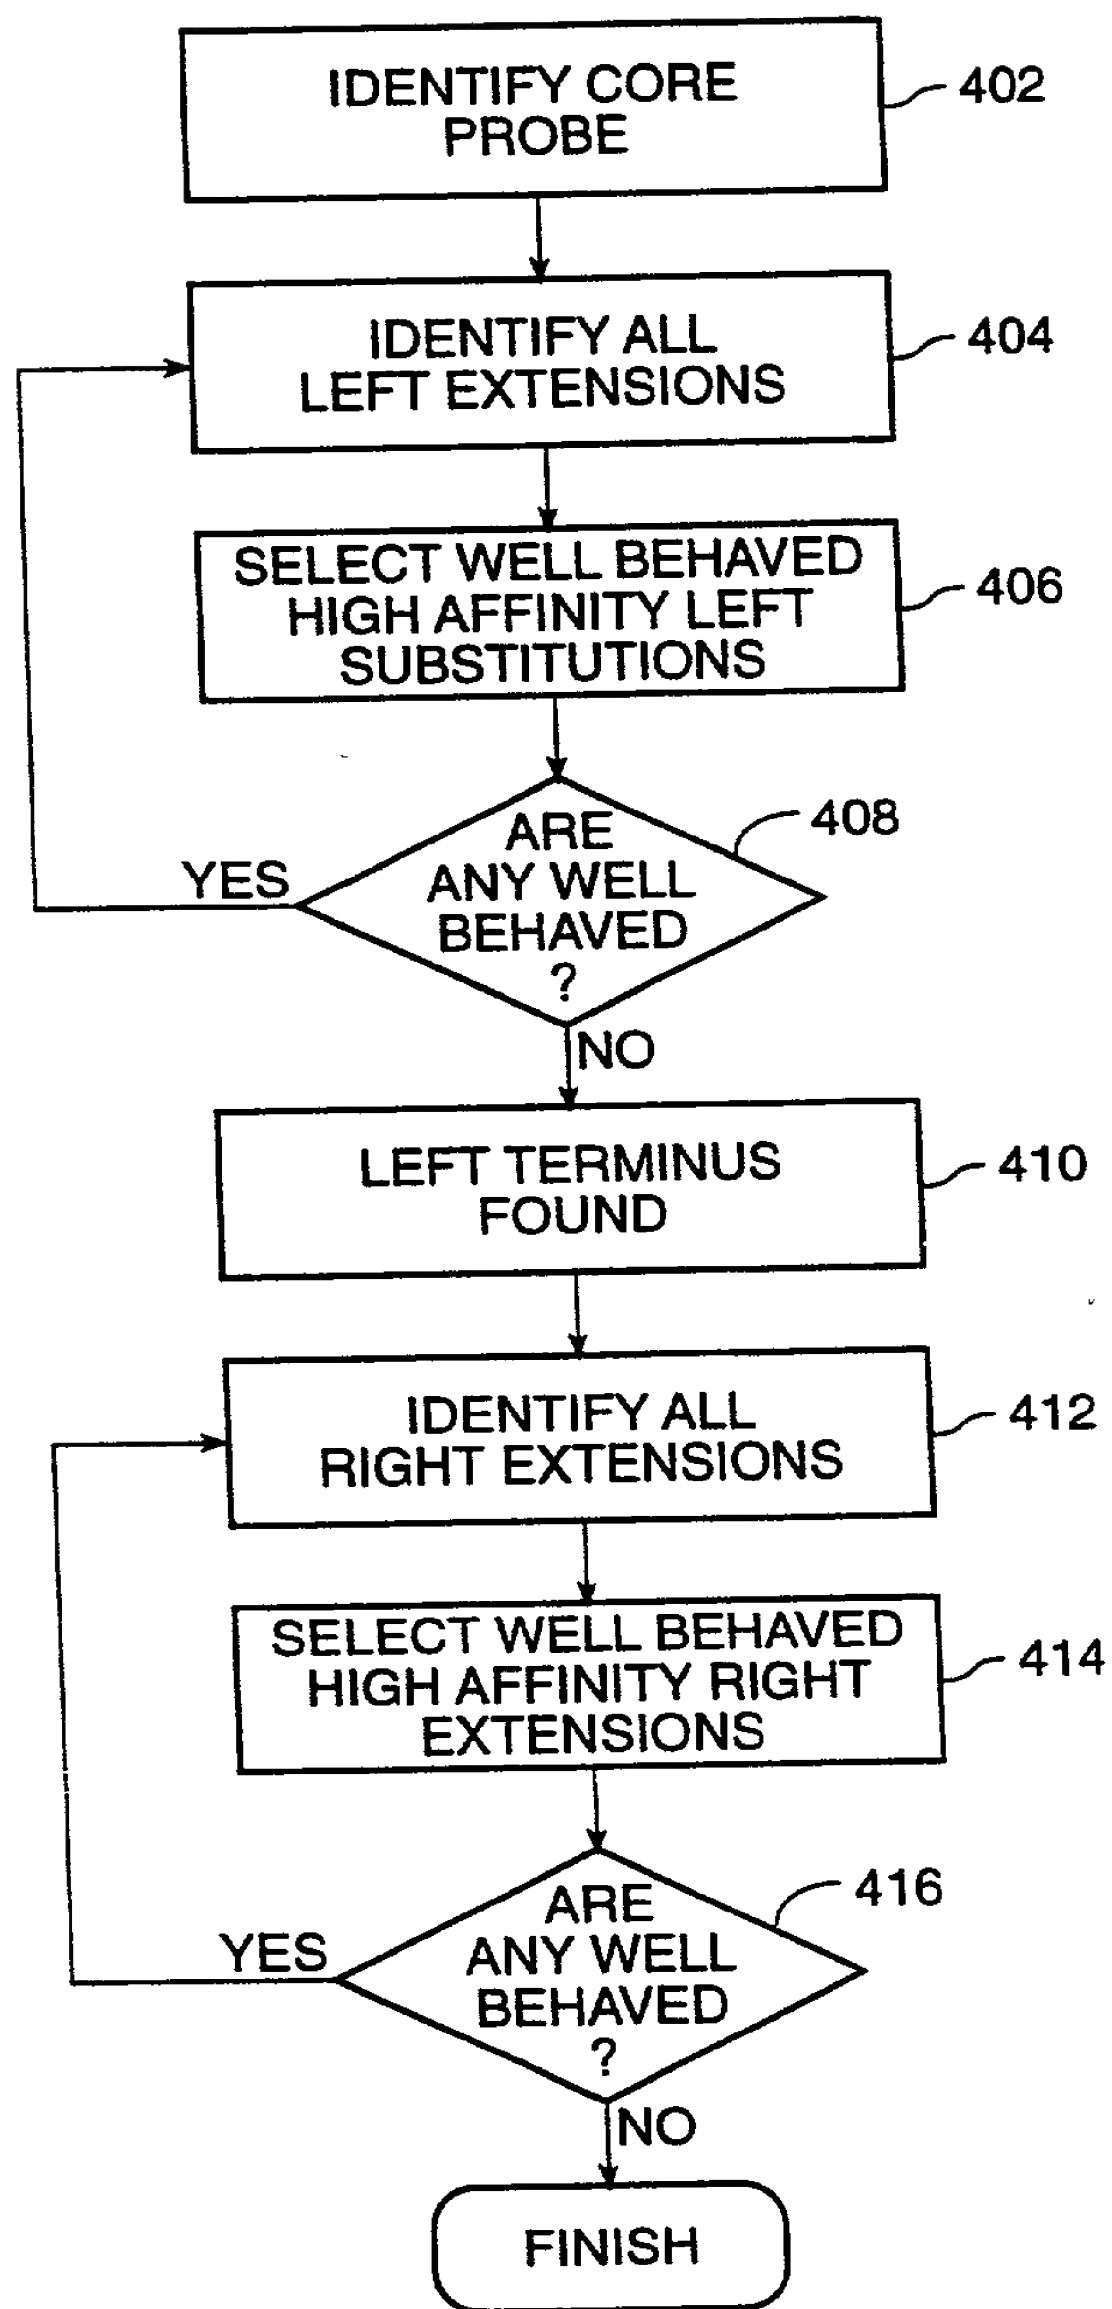 IDENTIFY CORE
PROBE
402
IDENTIFY ALL
LEFT EXTENSIONS
404
SELECT WELL BEHAVED
HIGH AFFINITY LEFT
SUBSTITUTIONS
406
ARE
ANY WELL
BEHAVED
?
408
YES
NO
LEFT TERMINUS
FOUND
410
IDENTIFY ALL
RIGHT EXTENSIONS
412
SELECT WELL BEHAVED
HIGH AFFINITY RIGHT
EXTENSIONS
414
ARE
ANY WELL
BEHAVED
?
416
YES
NO
FINISH